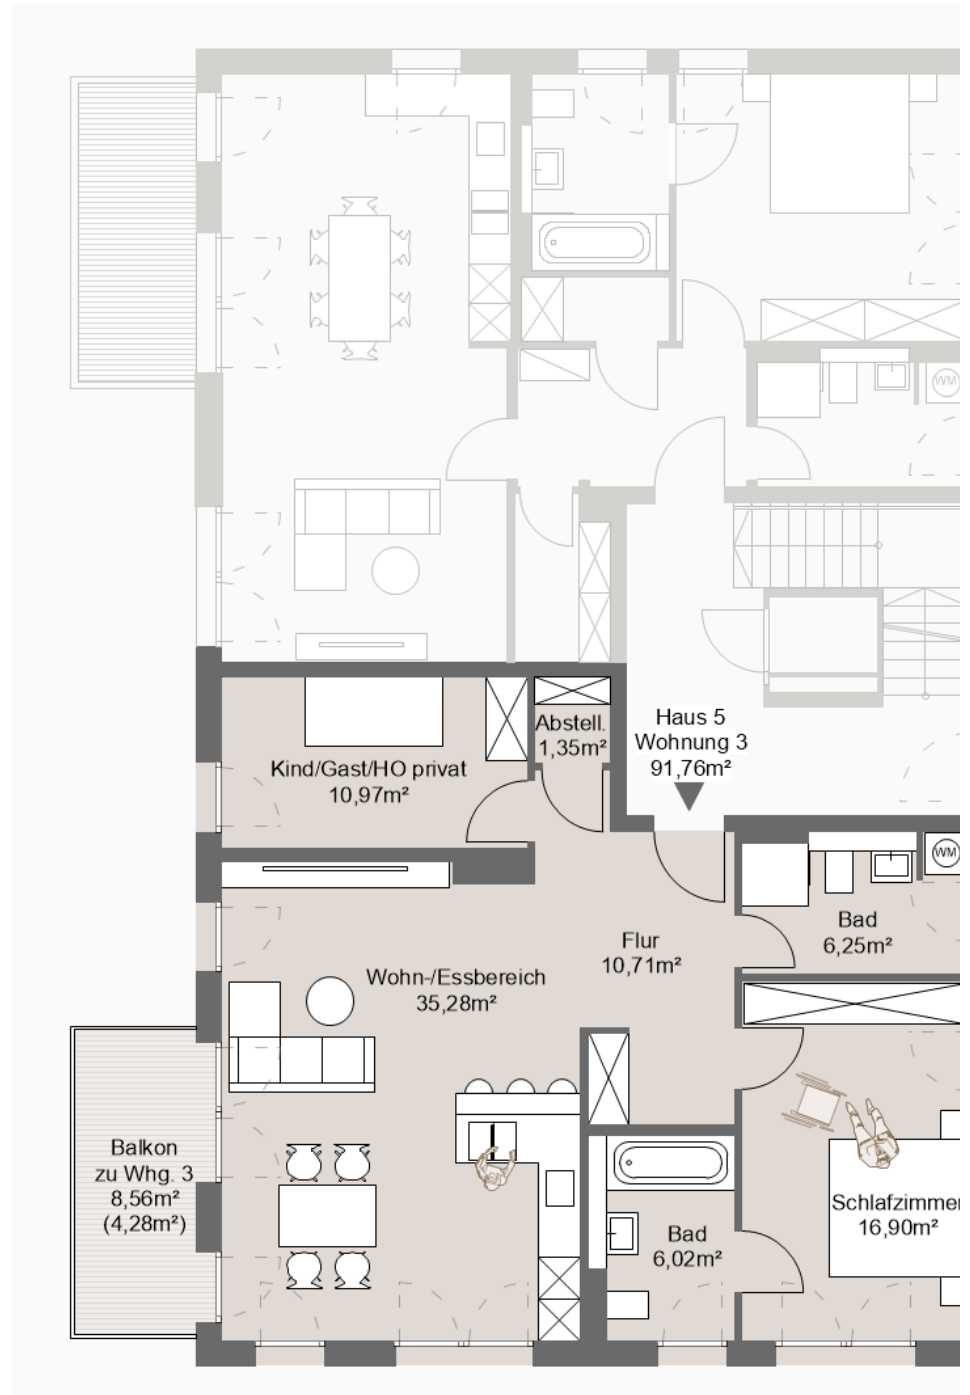 WM
Haus 5
Wohnung 3
91,76m²
Abstell.
1,35m²
Kind/Gast/HO privat
10,97m²
WM
Bad
6,25m²
Flur
10,71m²
Wohn-/Essbereich
35,28m²
Balkon
zu Whg. 3
8,56m²
(4,28m²)
Schlafzimmer
16,90m²
Bad
6,02m²